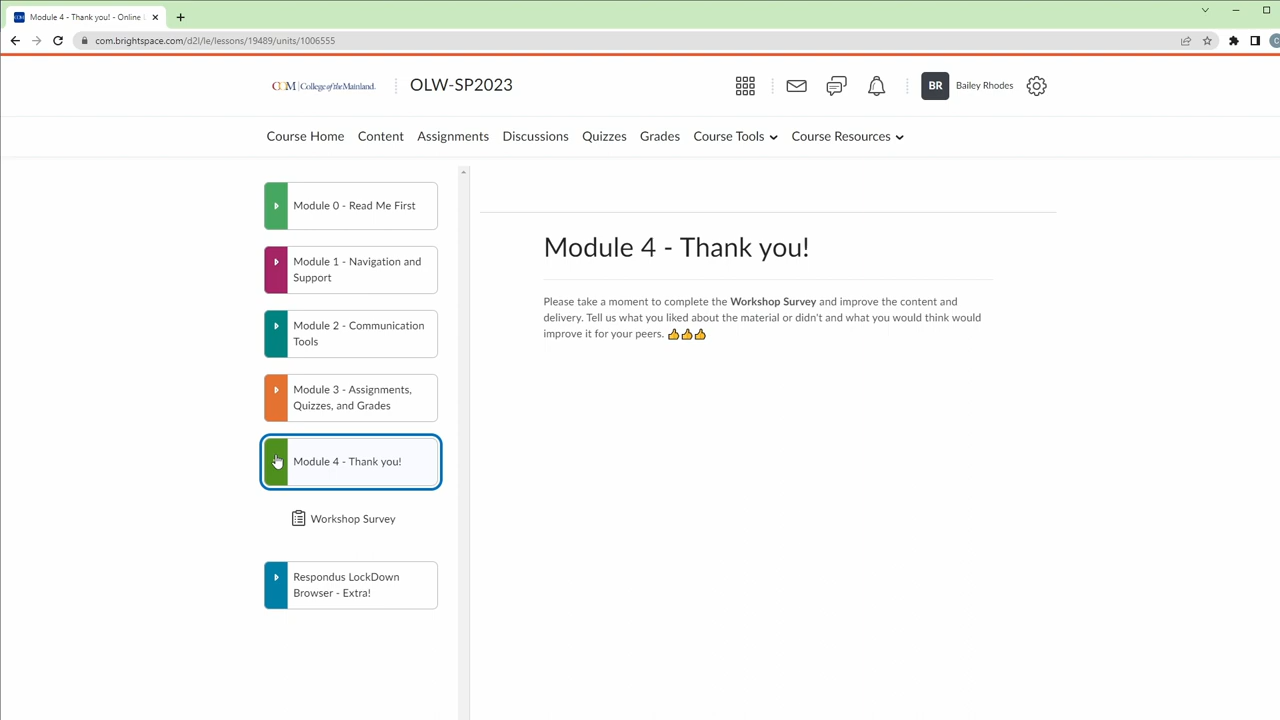 Module 4 - Thank you! - Online
com.brightspace.com/d2l/le/lessons/19489/units/1006555
COM College of the Mainland
OLW-SP2023
BR
Bailey Rhodes
Course Home
Content
Assignments
Discussions
Quizzes
Grades
Course Tools
Course Resources
Module 0 - Read Me First
Module 1 - Navigation and
Support
Module 2 - Communication
Tools
Module 3 - Assignments,
Quizzes, and Grades
Module 4 - Thank you!
Workshop Survey
Respondus LockDown
Browser - Extra!
Module 4 - Thank you!
Please take a moment to complete the Workshop Survey and improve the content and
delivery. Tell us what you liked about the material or didn't and what you would think would
improve it for your peers. 👍👍👍